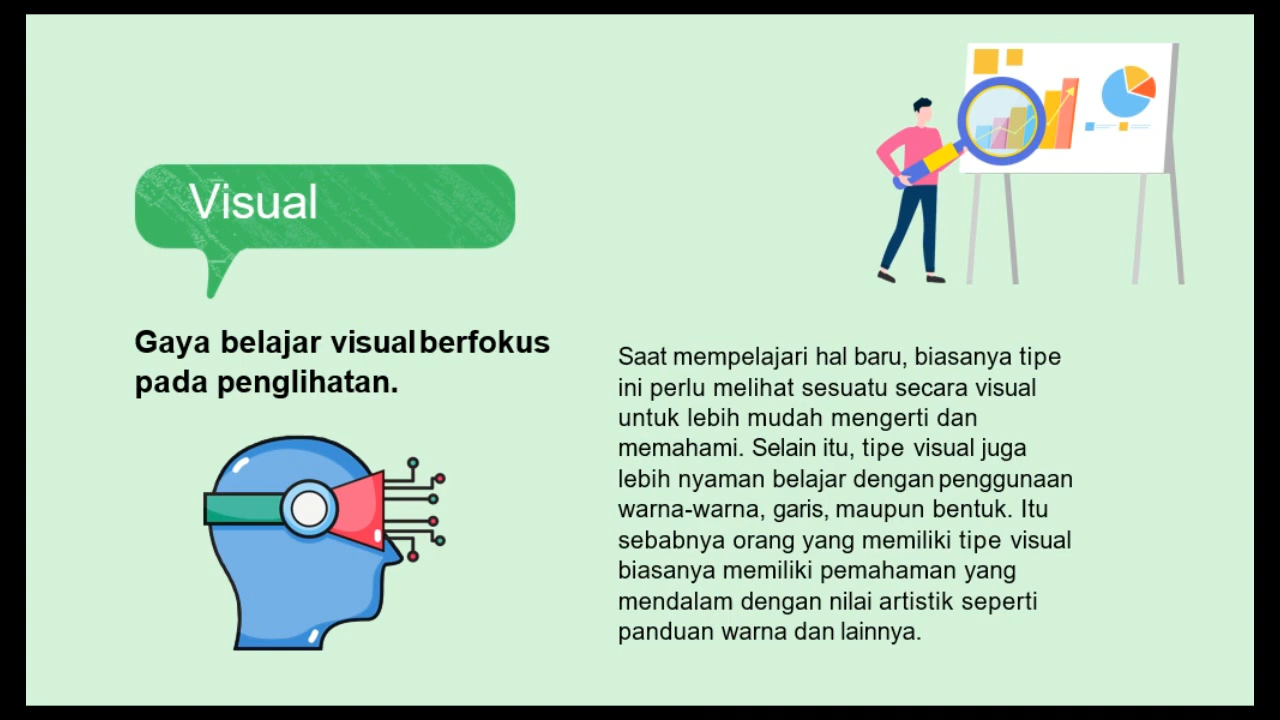 Visual
Gaya belajar visual berfokus
pada penglihatan.
Saat mempelajari hal baru, biasanya tipe
ini perlu melihat sesuatu secara visual
untuk lebih mudah mengerti dan
memahami. Selain itu, tipe visual juga
lebih nyaman belajar dengan penggunaan
warna-warna, garis, maupun bentuk. Itu
sebabnya orang yang memiliki tipe visual
biasanya memiliki pemahaman yang
mendalam dengan nilai artistik seperti
panduan warna dan lainnya.